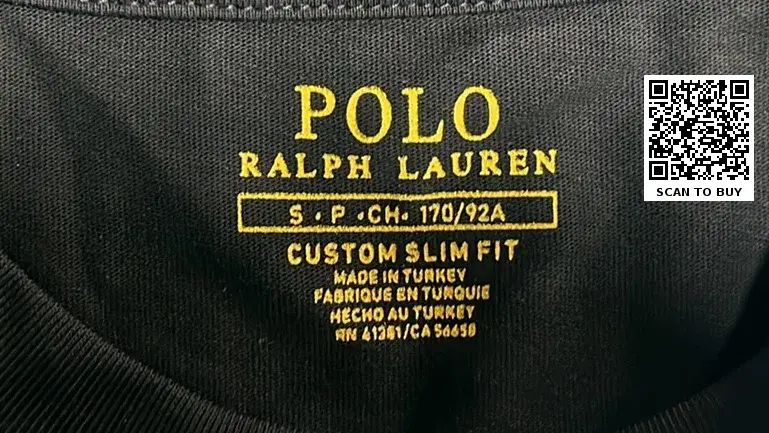 POLO
RALPH LAUREN
S • P • CH • 170/92A
CUSTOM SLIM FIT
MADE IN TURKEY
FABRIQUE EN TURQUIE
HECHO AU TURKEY
RN 41381/CA 56658
SCAN TO BUY